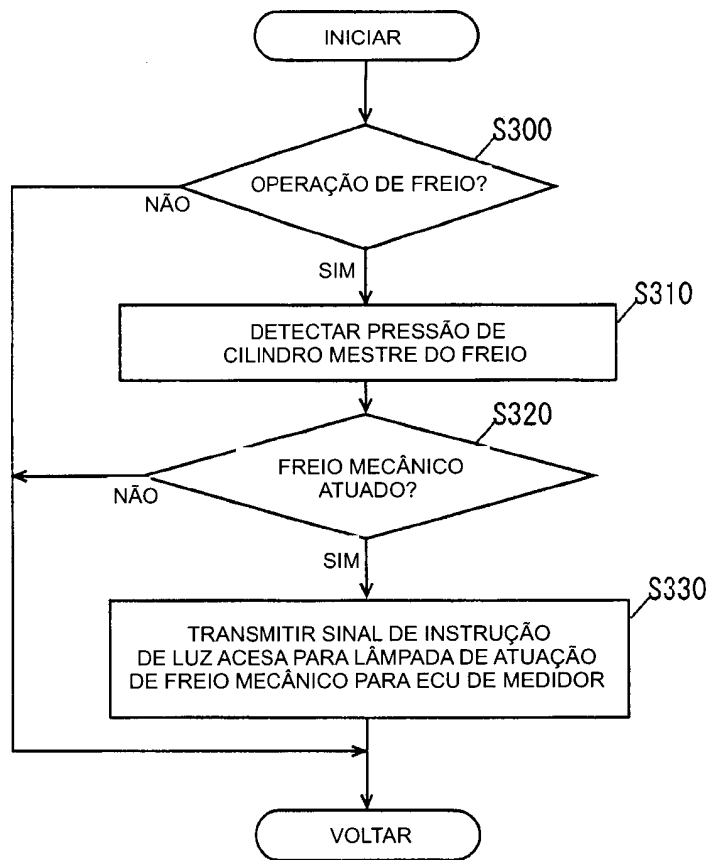 INICIAR
S300
OPERAÇÃO DE FREIO?
NÃO
SIM
S310
DETECTAR PRESSÃO DE
CILINDRO MESTRE DO FREIO
S320
FREIO MECÂNICO
ATUADO?
NÃO
SIM
S330
TRANSMITIR SINAL DE INSTRUÇÃO
DE LUZ ACESA PARA LÂMPADA DE ATUAÇÃO
DE FREIO MECÂNICO PARA ECU DE MEDIDOR
VOLTAR